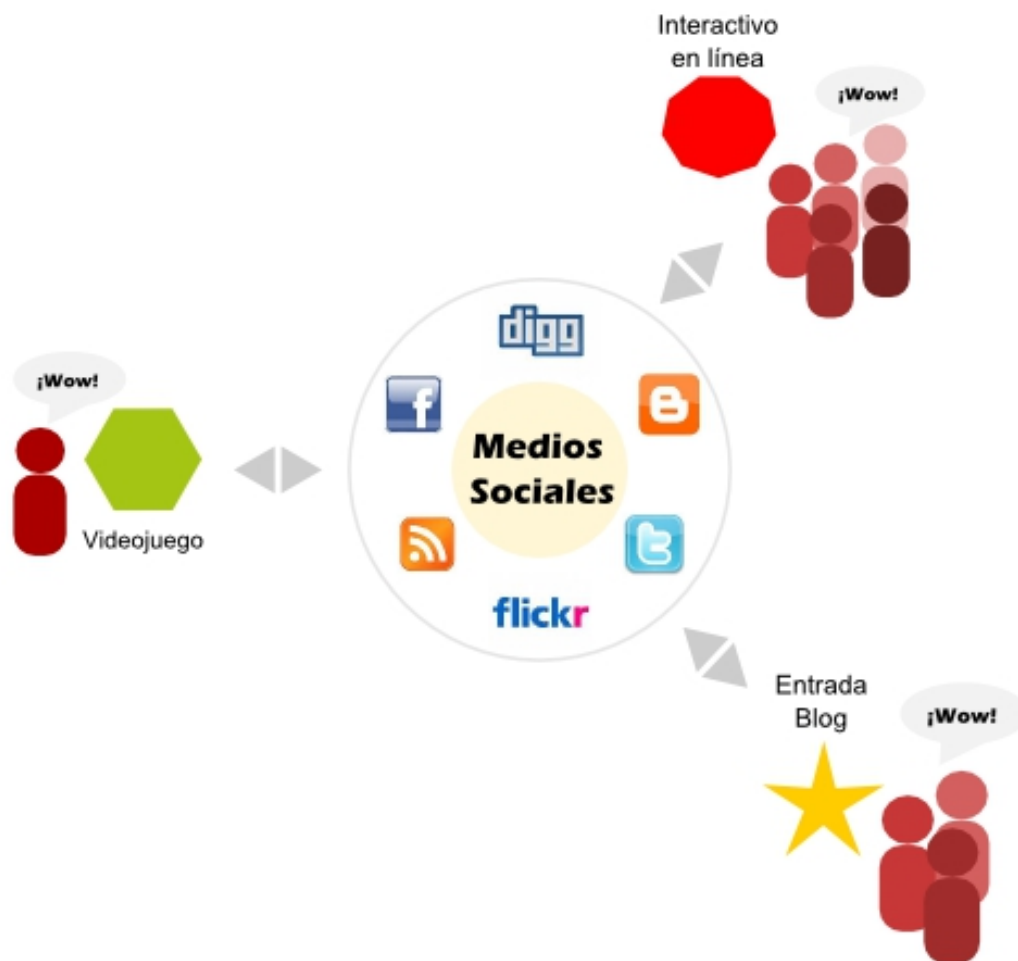 Interactivo
en línea
¡Wow!
digg
f
B
¡Wow!
Medios
Sociales
Videojuego
t
flickr
Entrada
Blog
¡Wow!